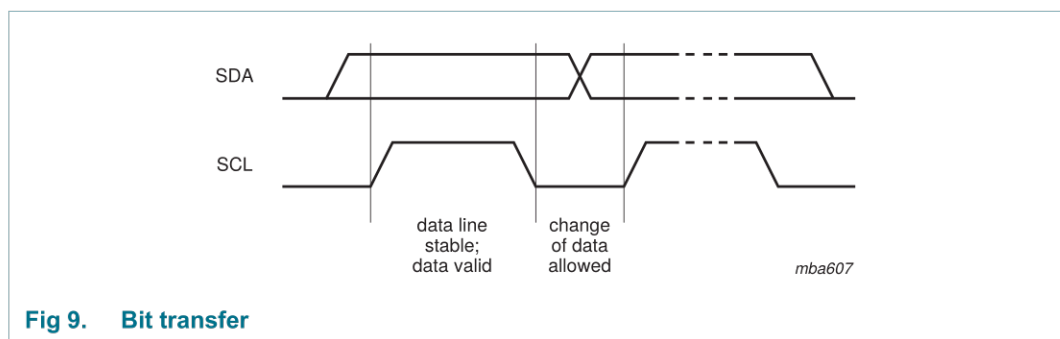 SDA
SCL
data line
stable;
data valid
change
of data
allowed
mba607
Fig 9. Bit transfer